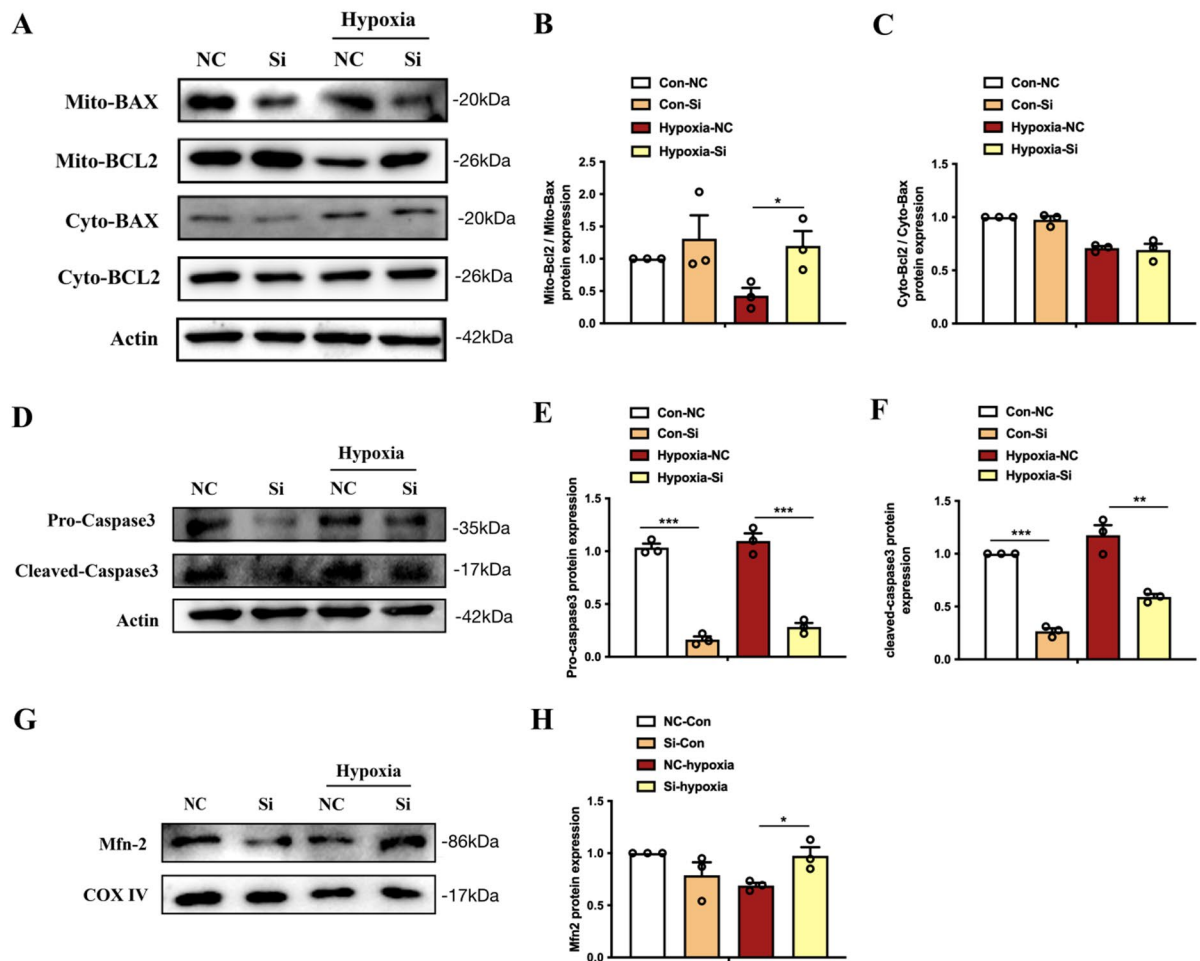 A
Hypoxia
NC Si NC Si
Mito-BAX -20kDa
Mito-BCL2 -26kDa
Cyto-BAX -20kDa
Cyto-BCL2 -26kDa
Actin -42kDa
B
Con-NC
Con-Si
Hypoxia-NC
Hypoxia-Si
Mito-Bcl2 / Mito-Bax
protein expression
2.5
2.0
1.5
1.0
0.5
0.0
*
C
Con-NC
Con-Si
Hypoxia-NC
Hypoxia-Si
Cyto-Bcl2 / Cyto-Bax
protein expression
1.5
1.0
0.5
0.0
D
Hypoxia
NC Si NC Si
Pro-Caspase3 -35kDa
Cleaved-Caspase3 -17kDa
Actin -42kDa
E
Con-NC
Con-Si
Hypoxia-NC
Hypoxia-Si
Pro-caspase3 protein expression
1.5
1.0
0.5
0.0
*** ***
F
Con-NC
Con-Si
Hypoxia-NC
Hypoxia-Si
cleaved-caspase3 protein
expression
1.5
1.0
0.5
0.0
*** **
G
Hypoxia
NC Si NC Si
Mfn-2 -86kDa
COX IV -17kDa
H
NC-Con
Si-Con
NC-hypoxia
Si-hypoxia
Mfn2 protein expression
1.5
1.0
0.5
0.0
*